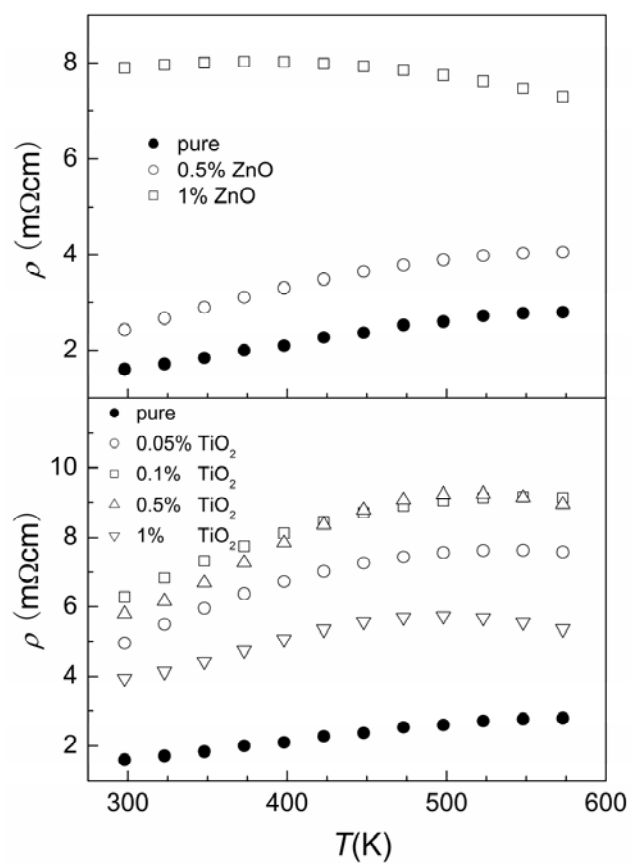 8
6
4
2
ρ (mΩcm)
pure
0.5% ZnO
1% ZnO
10
8
6
4
2
ρ (mΩcm)
pure
0.05% TiO₂
0.1% TiO₂
0.5% TiO₂
1% TiO₂
300 400 500 600
T(K)